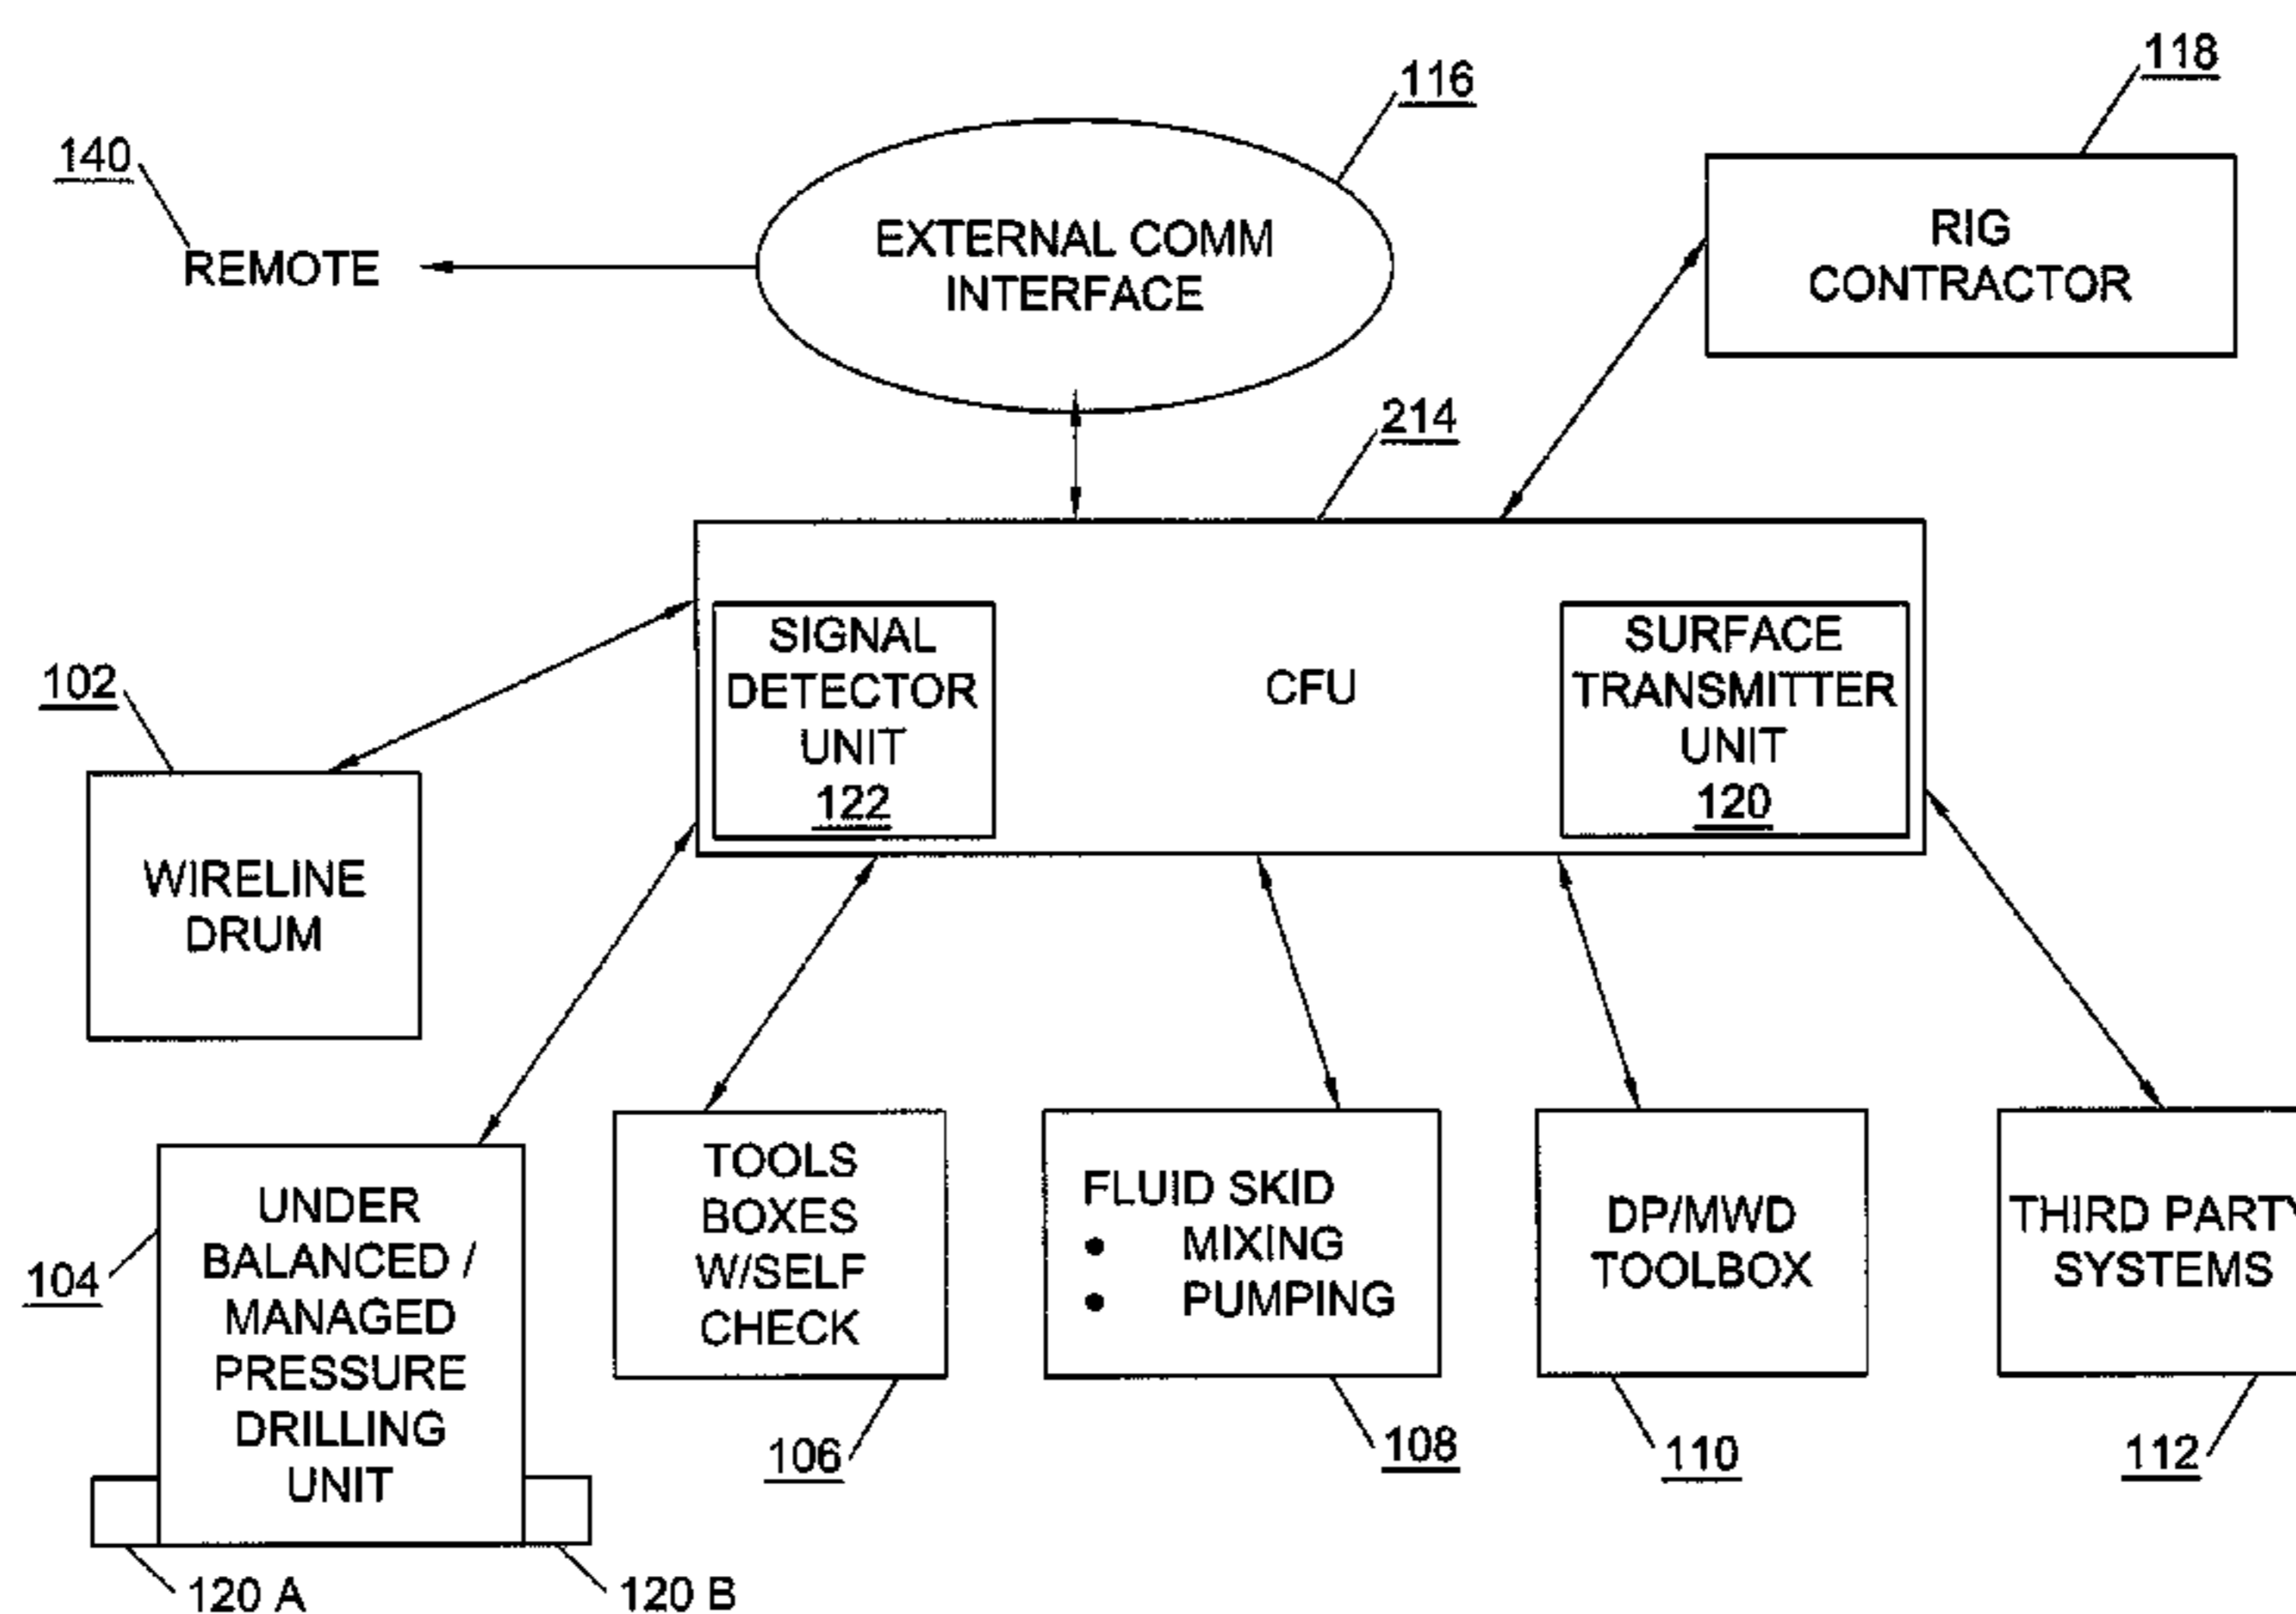 118
116
140
EXTERNAL COMM
INTERFACE
REMOTE
RIG
CONTRACTOR
214
SIGNAL
DETECTOR
UNIT
122
CFU
SURFACE
TRANSMITTER
UNIT
120
102
WIRELINE
DRUM
104
UNDER
BALANCED /
MANAGED
PRESSURE
DRILLING
UNIT
TOOLS
BOXES
W/SELF
CHECK
FLUID SKID
• MIXING
• PUMPING
DP/MWD
TOOLBOX
THIRD PARTY
SYSTEMS
106
108
110
112
120 A
120 B